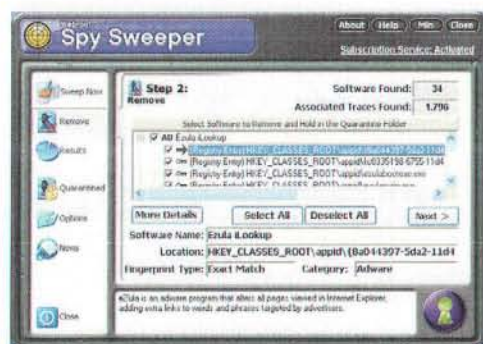 webroot
Spy Sweeper
About Help Min Close
Subscription Service: Activated
Sweep Now
Remove
Results
Quarantined
Options
News
Close
Step 2:
Remove
Software Found: 34
Associated Traces Found: 1,796
Select Software to Remove and Hold in the Quarantine Folder
AD Ezula iLookup
(Registry Entry) HKEY_CLASSES_ROOT\appid\{8a044397-5da2-11d4
(Registry Entry) HKEY_CLASSES_ROOT\appid\
(Registry Entry) HKEY_CLASSES_ROOT\appid\
More Details Select All Deselect All Next >
Software Name: Ezula iLookup
Location: HKEY_CLASSES_ROOT\appid\{8a044397-5da2-11d4
Fingerprint Type: Exact Match Category: Adware
eZula is an adware program that alters all pages viewed in Internet Explorer,
adding extra links to words and phrases targeted by advertisers.